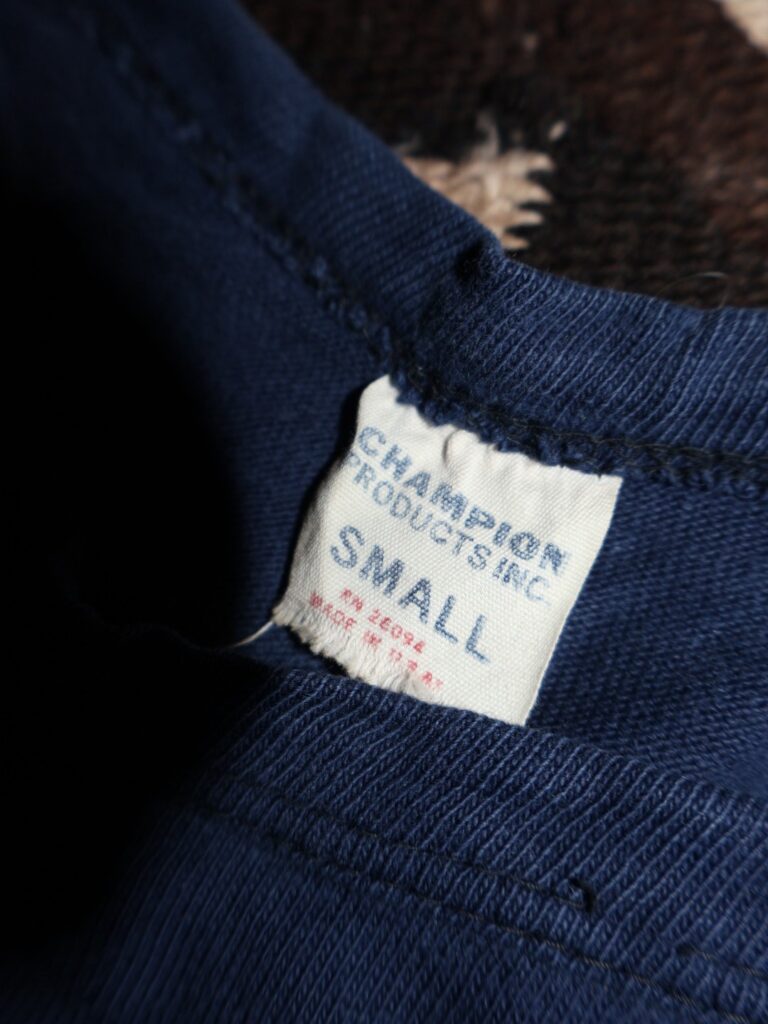 CHAMPION
PRODUCTS INC.
SMALL
RN 26094
MADE IN U.S.A.